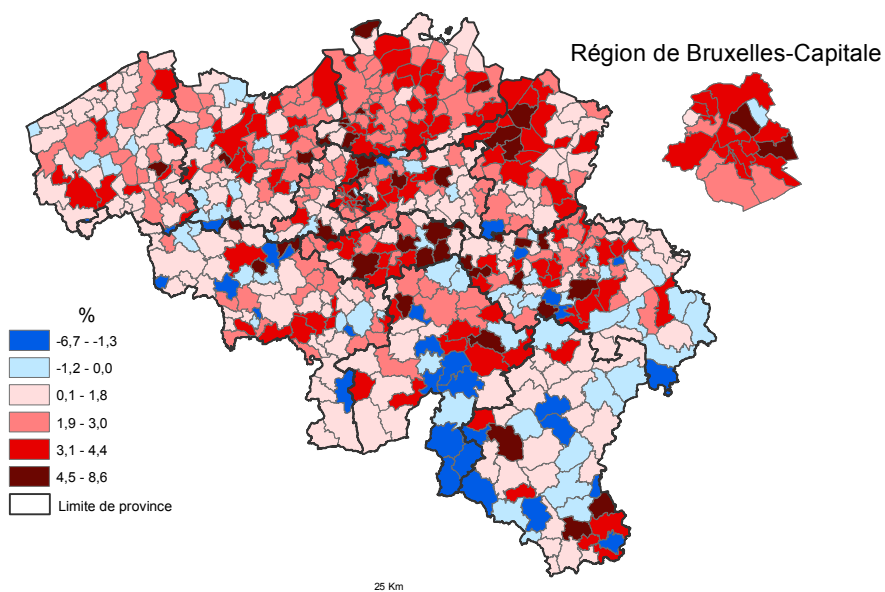 Région de Bruxelles-Capitale
%
-6,7 - -1,3
-1,2 - 0,0
0,1 - 1,8
1,9 - 3,0
3,1 - 4,4
4,5 - 8,6
Limite de province
25 Km